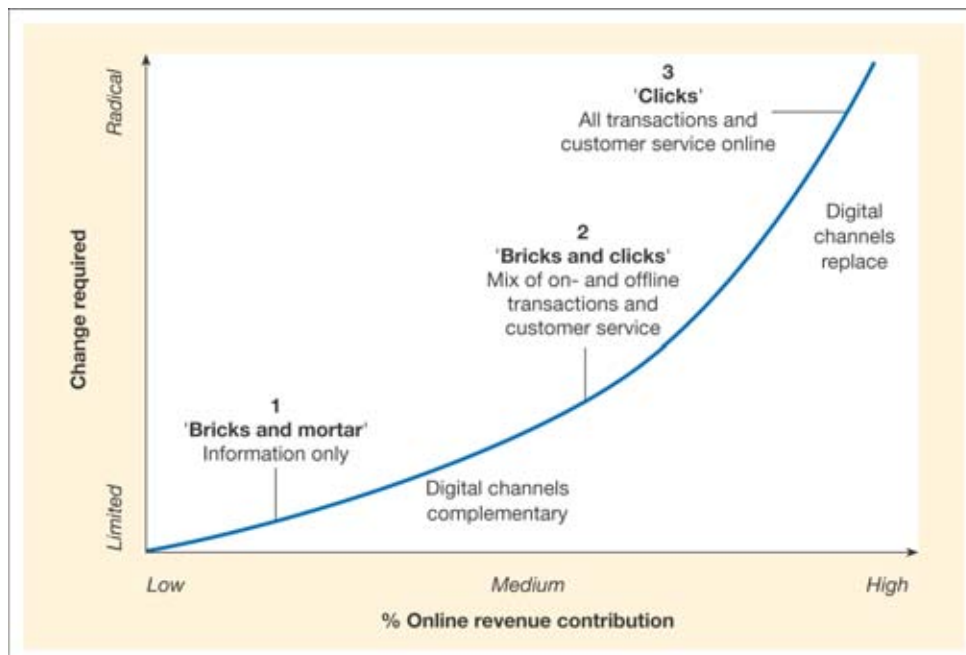 Radical
Change required
Limited
3
'Clicks'
All transactions and
customer service online
Digital
channels
replace
2
'Bricks and clicks'
Mix of on- and offline
transactions and
customer service
1
'Bricks and mortar'
Information only
Digital channels
complementary
Low
Medium
High
% Online revenue contribution